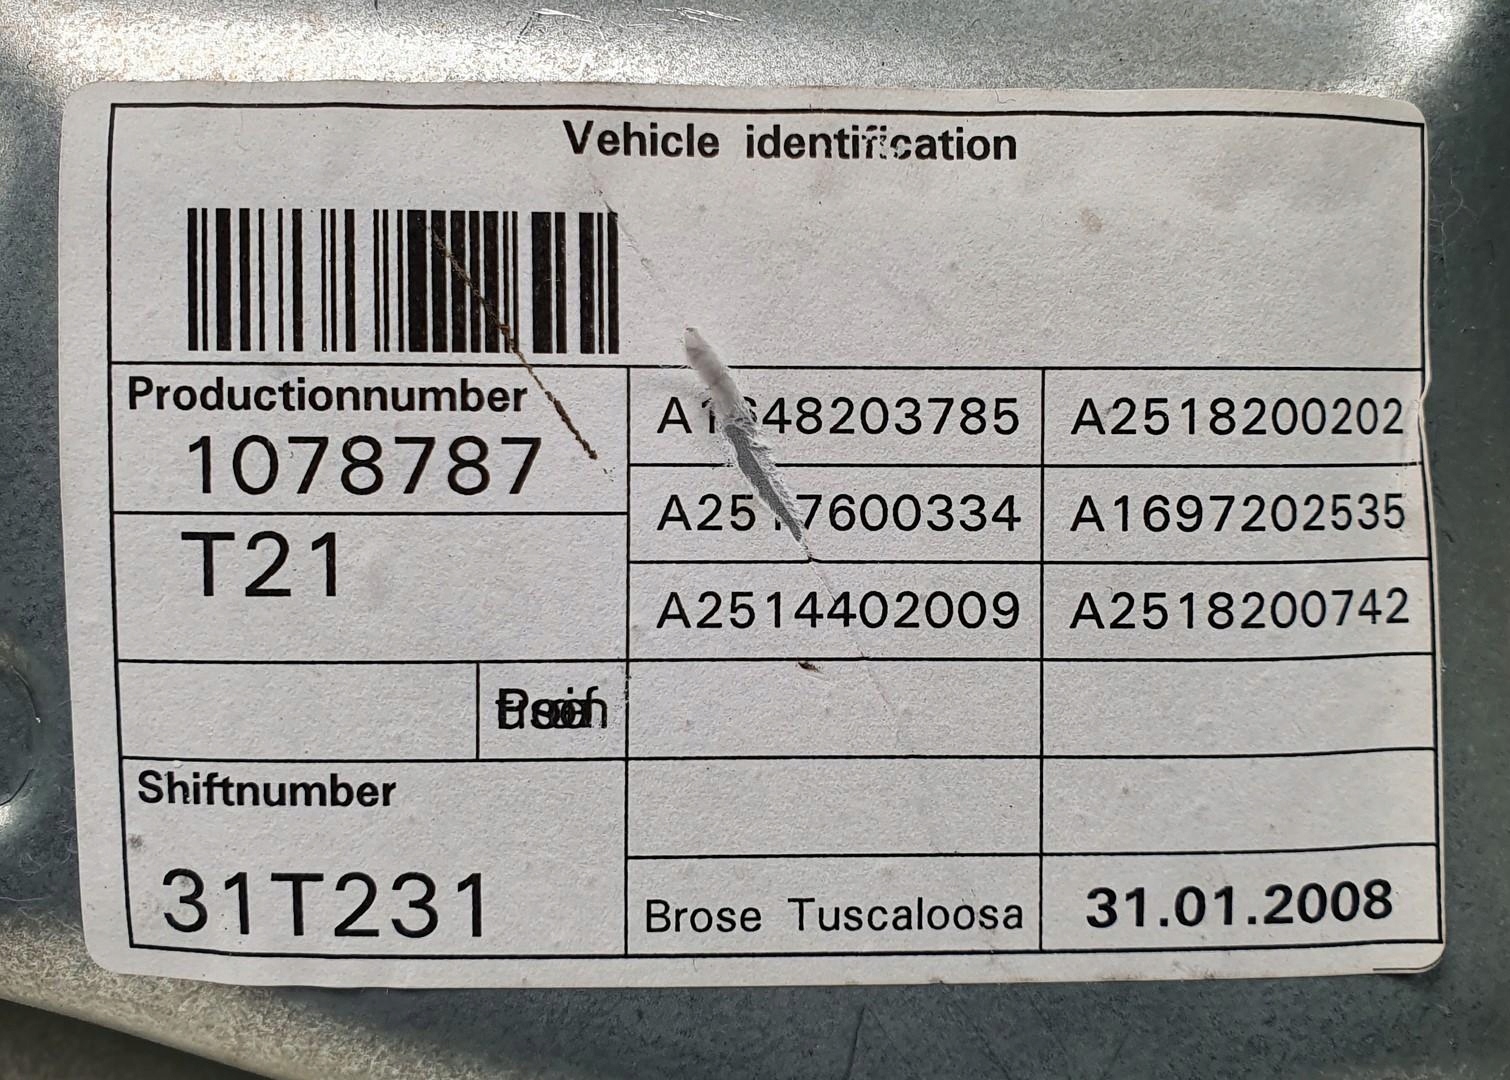 Vehicle identification
Productionnumber
1078787
T21
A2518200202
A1697202535
A2514402009 A2518200742
Shiftnumber
31T231
Brose Tuscaloosa 31.01.2008